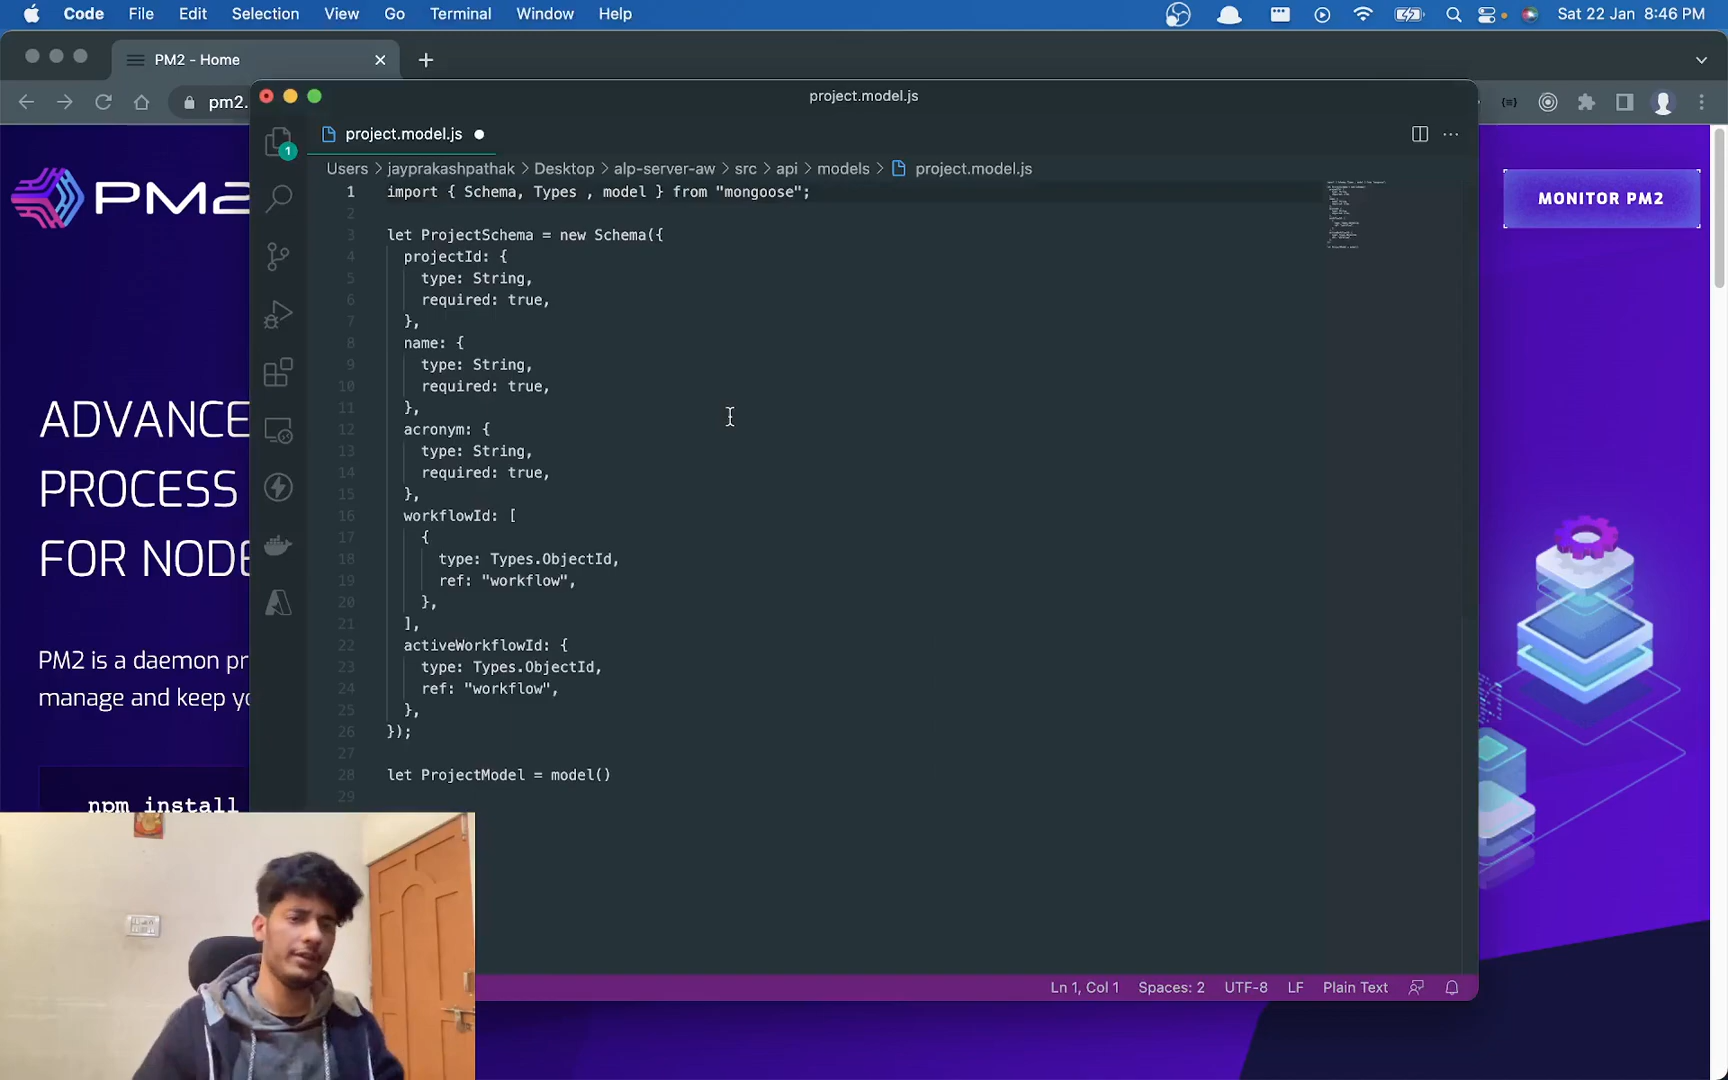 Code File Edit Selection View Go Terminal Window Help Sat 22 Jan 8:46 PM
PM2 - Home
pm2.
project.model.js
project.model.js
Users > jayprakashpathak > Desktop > alp-server-aw > src > api > models > project.model.js
1
1 import { Schema, Types , model } from "mongoose";
2
3 let ProjectSchema = new Schema({
4 projectId: {
5 type: String,
6 required: true,
7 },
8 name: {
9 type: String,
10 required: true,
11 },
12 acronym: {
13 type: String,
14 required: true,
15 },
16 workflowId: [
17 {
18 type: Types.ObjectId,
19 ref: "workflow",
20 },
21 ],
22 activeWorkflowId: {
23 type: Types.ObjectId,
24 ref: "workflow",
25 },
26 });
27
28 let ProjectModel = model()
29
Ln 1, Col 1 Spaces: 2 UTF-8 LF Plain Text
PM2
MONITOR PM2
ADVANCE
PROCESS
FOR NODE
PM2 is a daemon pr
manage and keep yo
npm install